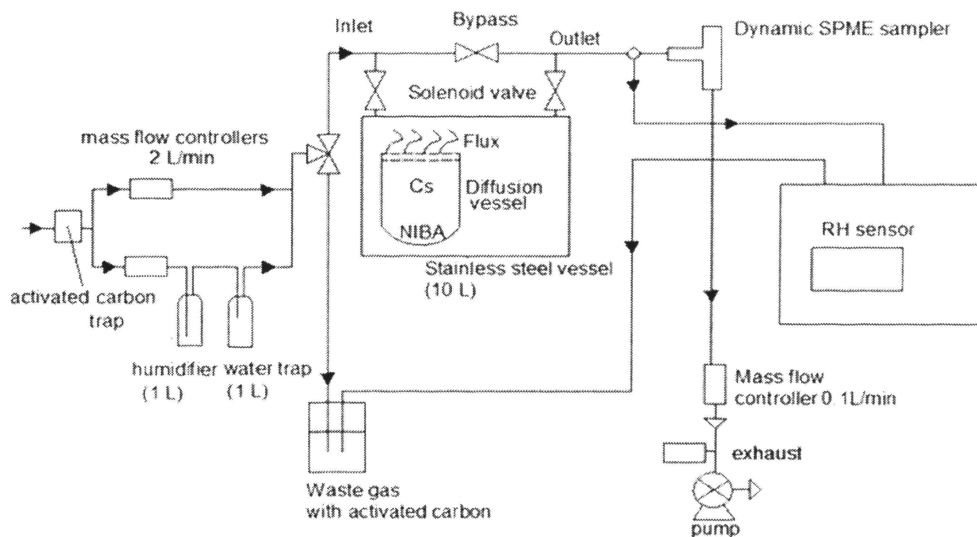 Inlet
Bypass
Outlet
Dynamic SPME sampler
Solenoid valve
mass flow controllers
2 L/min
Flux
Cs
Diffusion
vessel
NIBA
RH sensor
Stainless steel vessel
(10 L)
activated carbon
trap
humidifier water trap
(1 L) (1 L)
Mass flow
controller 0.1L/min
exhaust
Waste gas
with activated carbon
pump